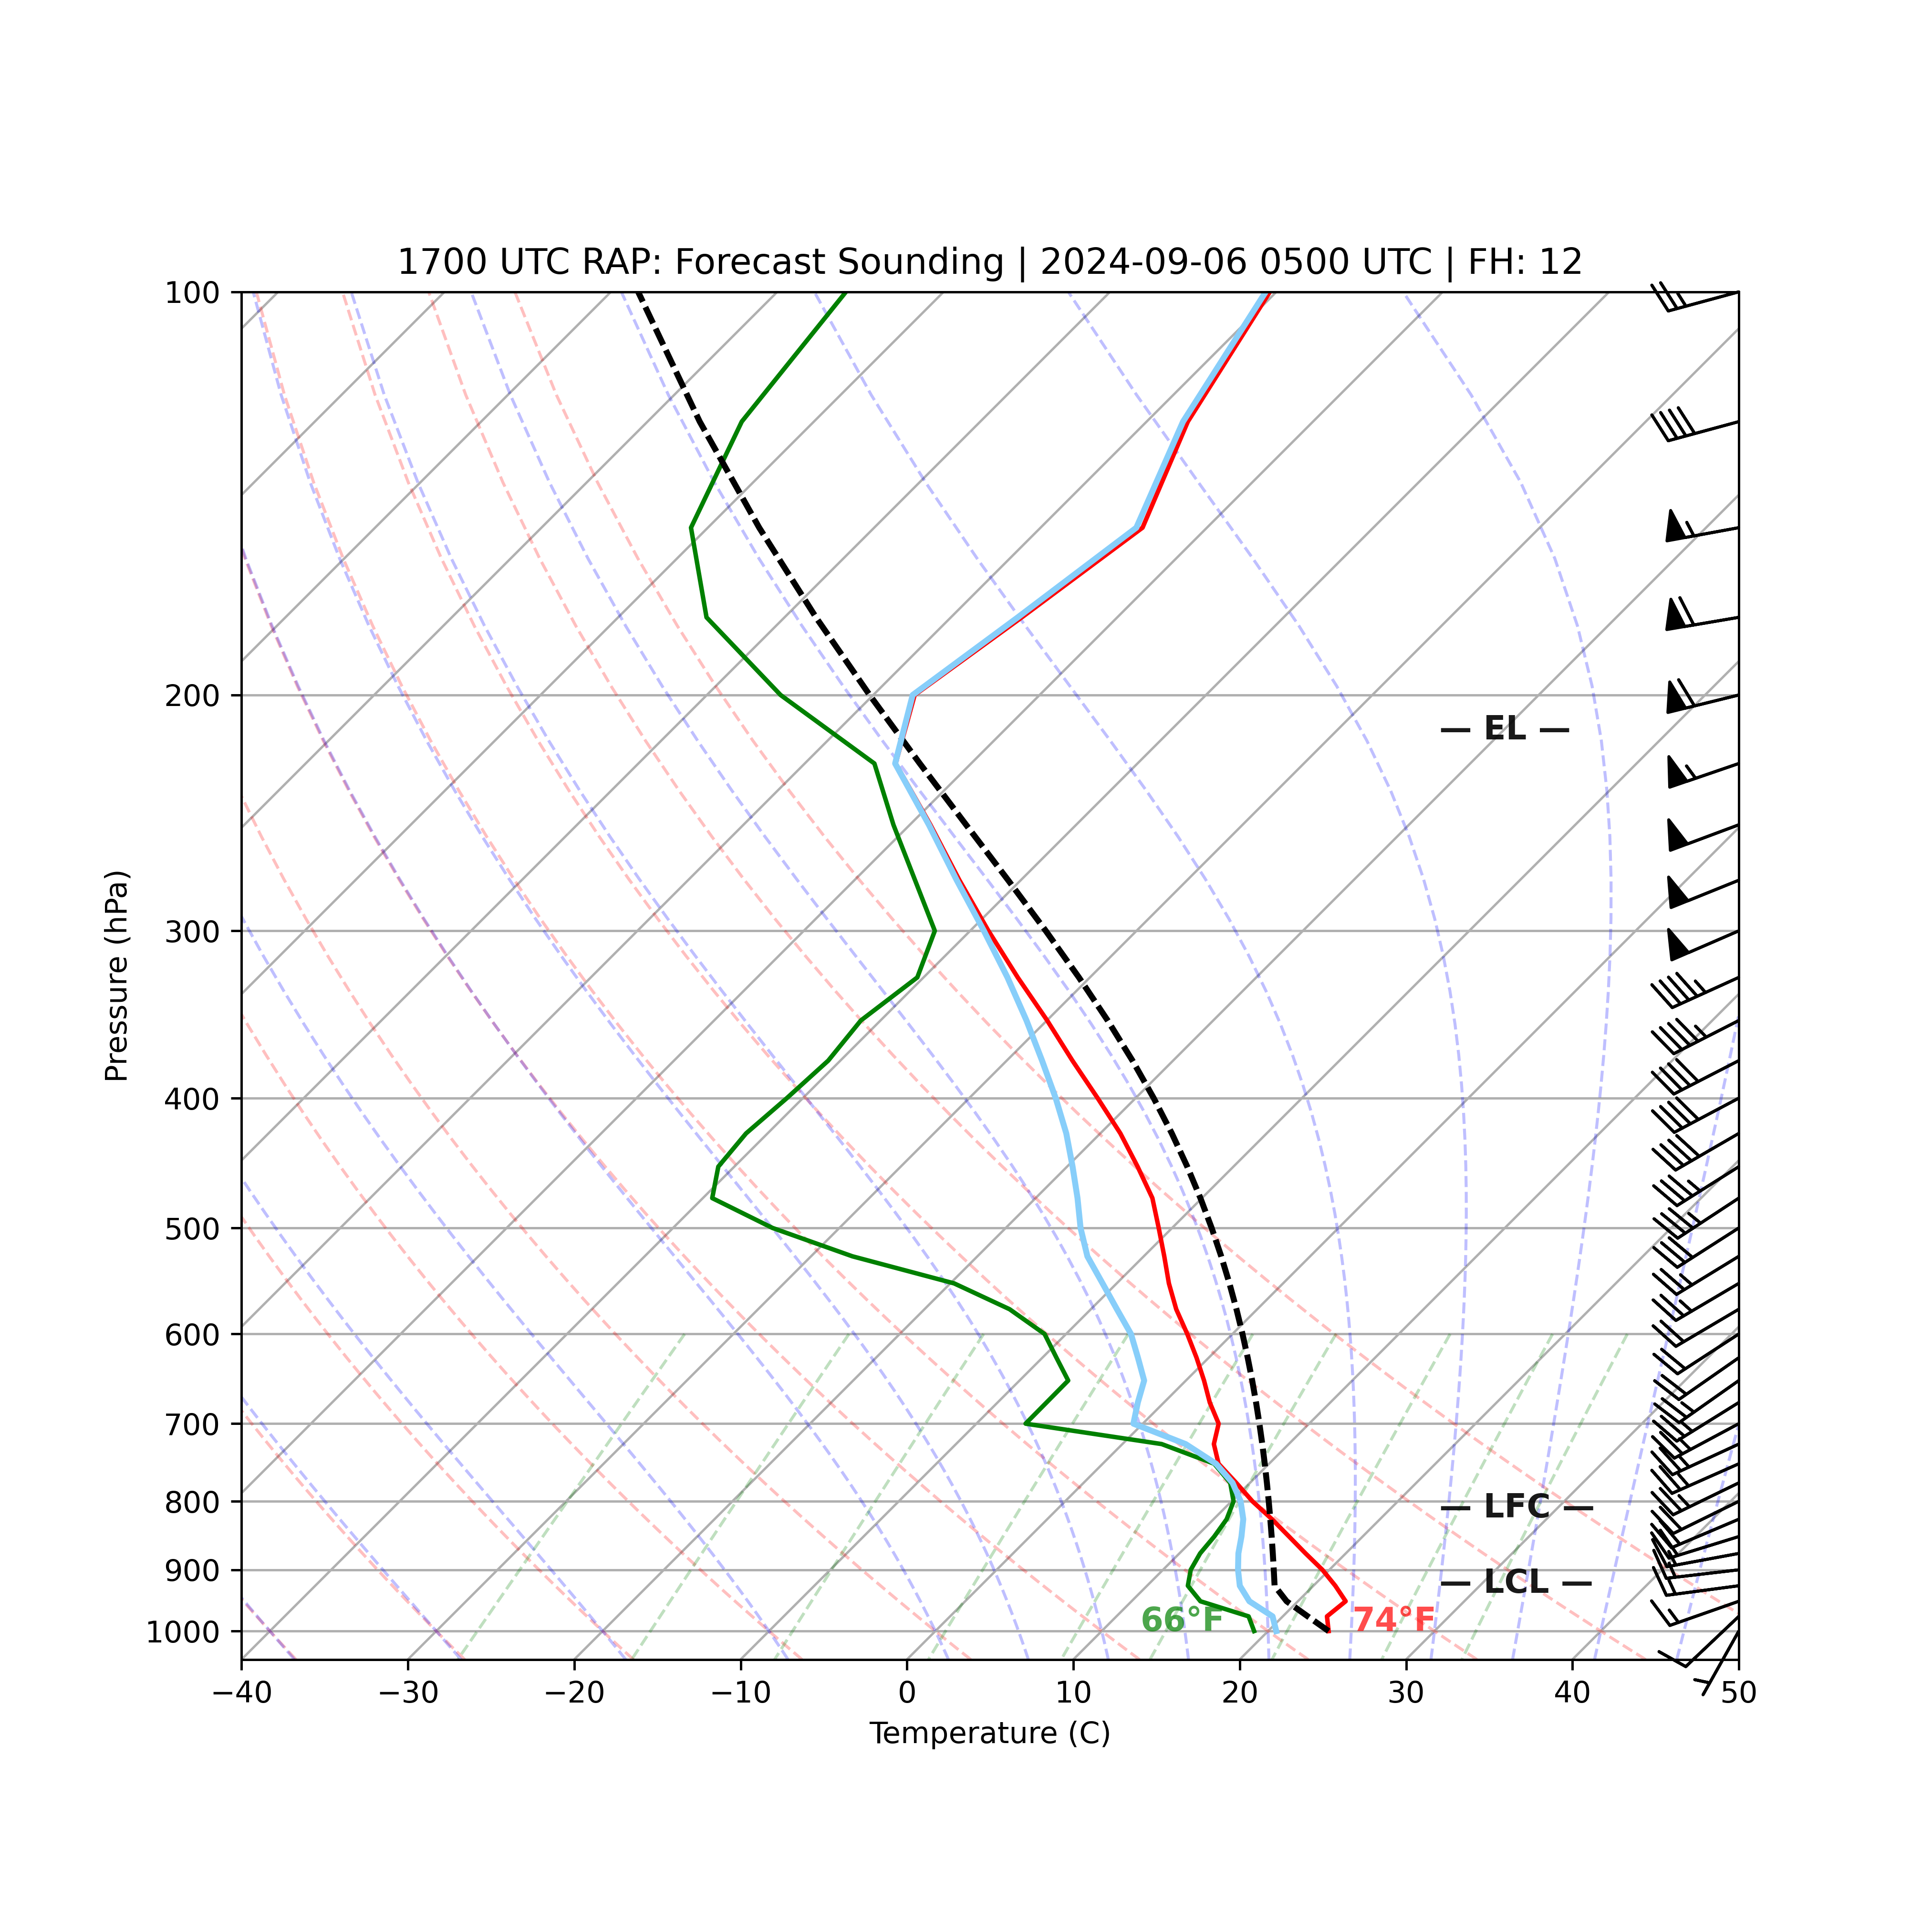 1700 UTC RAP: Forecast Sounding | 2024-09-06 0500 UTC | FH: 12
100
200
— EL —
300
Pressure (hPa)
400
500
600
700
800
— LFC —
900
— LCL —
66°F
74°F
1000
−40 −30 −20 −10 0 10 20 30 40 50
Temperature (C)